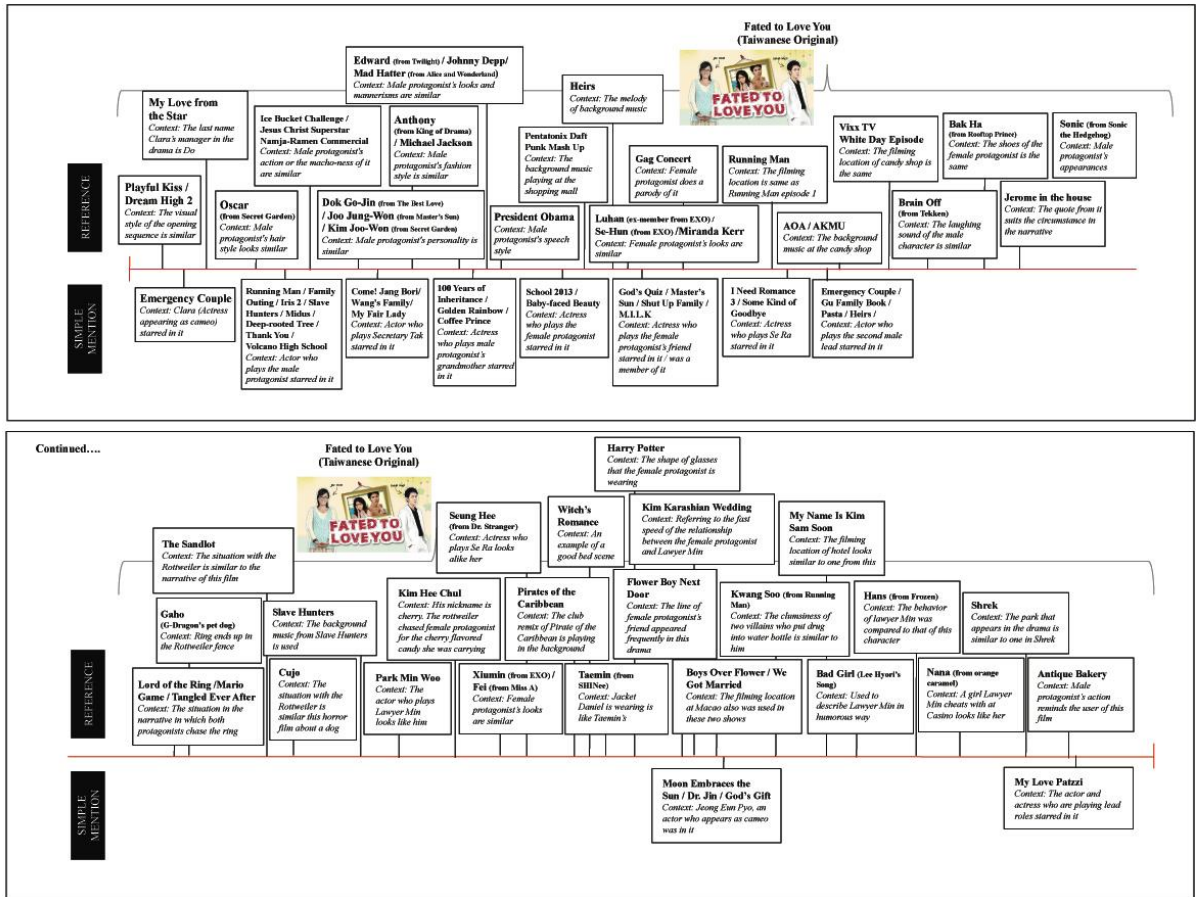 Fated to Love You
(Taiwanese Original)
FATED TO
LOVE YOU
REFERENCE
Edward (from Twilight) / Johnny Depp/
Mad Hatter (from Alice and Wonderland)
Context: Male protagonist's looks and
mannerisms are similar
Heirs
Context: The melody
of background music
My Love from
the Star
Context: The last name
Clara's manager in the
drama is Do
Ice Bucket Challenge /
Jesus Christ Superstar
Namja-Ramen Commercial
Context: Male protagonist's
action or the macho-ness of it
are similar
Anthony
(from King of Drama)
/ Michael Jackson
Context: Male
protagonist's fashion
style is similar
Pentatonix Daft
Punk Mash Up
Context: The
background music
playing at the
shopping mall
Gag Concert
Context: Female
protagonist does a
parody of it
Running Man
Context: The filming
location is same as
Running Man episode 1
Vixx TV
White Day Episode
Context: The filming
location of candy shop is
the same
Bak Ha
(from Rooftop Prince)
Context: The shoes of the
female protagonist is the
same
Sonic (from Sonic
the Hedgehog)
Context: Male
protagonist's
appearances
Playful Kiss /
Dream High 2
Context: The visual
style of the opening
sequence is similar
Oscar
(from Secret Garden)
Context: Male
protagonist's hair
style looks similar
Dok Go-Jin (from The Best Love)
/ Joo Jung-Won (from Master's Sun)
/ Kim Joo-Won (from Secret Garden)
Context: Male protagonist's personality is
similar
President Obama
Context: Male
protagonist's speech
style
Luhan (ex-member from EXO) /
Se-Hun (from EXO) /Miranda Kerr
Context: Female protagonist's looks are
similar
AOA / AKMU
Context: The background
music at the candy shop
Brain Off
(from Tekken)
Context: The laughing
sound of the male
character is similar
Jerome in the house
Context: The quote from it
suits the circumstance in
the narrative
SIMPLE
MENTION
Emergency Couple
Context: Clara (Actress
appearing as cameo)
starred in it
Running Man / Family
Outing / Iris 2 / Slave
Hunters / Midus /
Deep-rooted Tree /
Thank You /
Volcano High School
Context: Actor who
plays the male
protagonist starred in it
Come! Jang Bori/
Wang's Family/
My Fair Lady
Context: Actor who
plays Secretary Tak
starred in it
100 Years of
Inheritance /
Golden Rainbow /
Coffee Prince
Context: Actress
who plays male
protagonist's
grandmother starred
in it
School 2013 /
Baby-faced Beauty
Context: Actress
who plays the
female protagonist
starred in it
God's Quiz / Master's
Sun / Shut Up Family /
M.I.L.K
Context: Actress who
plays the female
protagonist's friend
starred in it / was a
member of it
I Need Romance
3 / Some Kind of
Goodbye
Context: Actress
who plays Se Ra
starred in it
Emergency Couple /
Gu Family Book /
Pasta / Heirs /
Context: Actor who
plays the second male
lead starred in it
Continued….
Fated to Love You
(Taiwanese Original)
FATED TO
LOVE YOU
REFERENCE
Harry Potter
Context: The shape of glasses
that the female protagonist is
wearing
The Sandlot
Context: The situation with the
Rottweiler is similar to the
narrative of this film
Seung Hee
(from Dr. Stranger)
Context: Actress who
plays Se Ra looks
alike her
Witch's
Romance
Context: An
example of a
good bed scene
Kim Karashian Wedding
Context: Referring to the fast
speed of the relationship
between the female protagonist
and Lawyer Min
My Name Is Kim
Sam Soon
Context: The filming
location of hotel looks
similar to one from this
Gaho
(G-Dragon's pet dog)
Context: Ring ends up in
the Rottweiler fence
Slave Hunters
Context: The background
music from Slave Hunters
is used
Kim Hee Chul
Context: His nickname is
cherry. The rottweiler
chased female protagonist
for the cherry flavored
candy she was carrying
Pirates of the
Caribbean
Context: The club
remix of Pirate of the
Caribbean is playing
in the background
Flower Boy Next
Door
Context: The line of
female protagonist's
friend appeared
frequently in this
drama
Kwang Soo (from Running
Man)
Context: The clumsiness of
two villains who put drug
into water bottle is similar to
him
Hans (from Frozen)
Context: The behavior
of lawyer Min was
compared to that of this
character
Shrek
Context: The park that
appears in the drama is
similar to one in Shrek
Lord of the Ring /Mario
Game / Tangled Ever After
Context: The situation in the
narrative in which both
protagonists chase the ring
Cujo
Context: The
situation with the
Rottweiler is
similar this horror
film about a dog
Park Min Woo
Context: The
actor who plays
Lawyer Min
looks like him
Xiumin (from EXO) /
Fei (from Miss A)
Context: Female
protagonist's looks
are similar
Taemin (from
SHINee)
Context: Jacket
Daniel is wearing is
like Taemin's
Boys Over Flower / We
Got Married
Context: The filming location
at Macao also was used in
these two shows
Bad Girl (Lee Hyori's
Song)
Context: Used to
describe Lawyer Min in
humorous way
Nana (from orange
caramel)
Context: A girl Lawyer
Min cheats with at
Casino looks like her
Antique Bakery
Context: Male
protagonist's action
reminds the user of this
film
SIMPLE
MENTION
Moon Embraces the
Sun / Dr. Jin / God's Gift
Context: Jeong Eun Pyo, an
actor who appears as cameo
was in it
My Love Patzzi
Context: The actor and
actress who are playing lead
roles starred in it